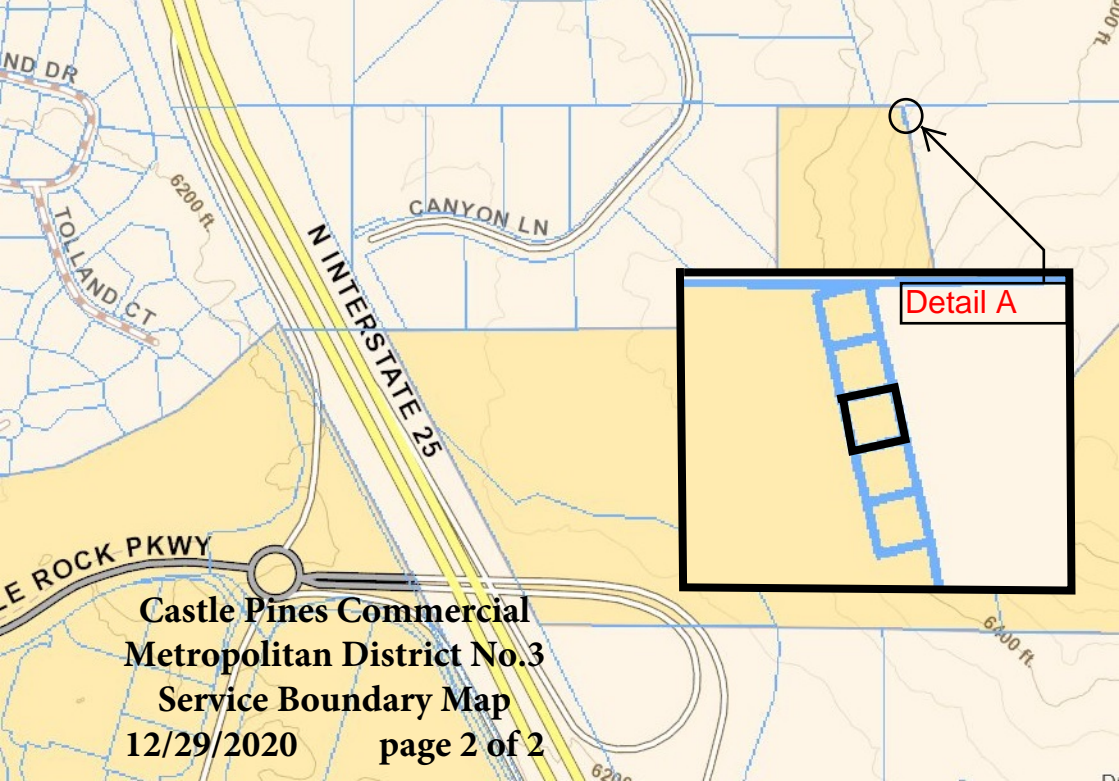 ND DR
6200 ft.
TOLLAND CT
CANYON LN
N INTERSTATE 25
Detail A
LE ROCK PKWY
Castle Pines Commercial
Metropolitan District No.3
Service Boundary Map
12/29/2020 page 2 of 2
6400 ft.